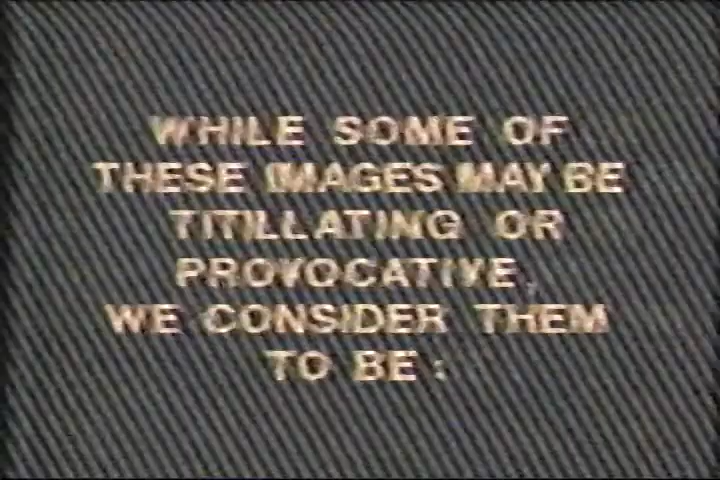 WHILE SOME OF
THESE IMAGES MAY BE
TITILLATING OR
PROVOCATIVE,
WE CONSIDER THEM
TO BE: